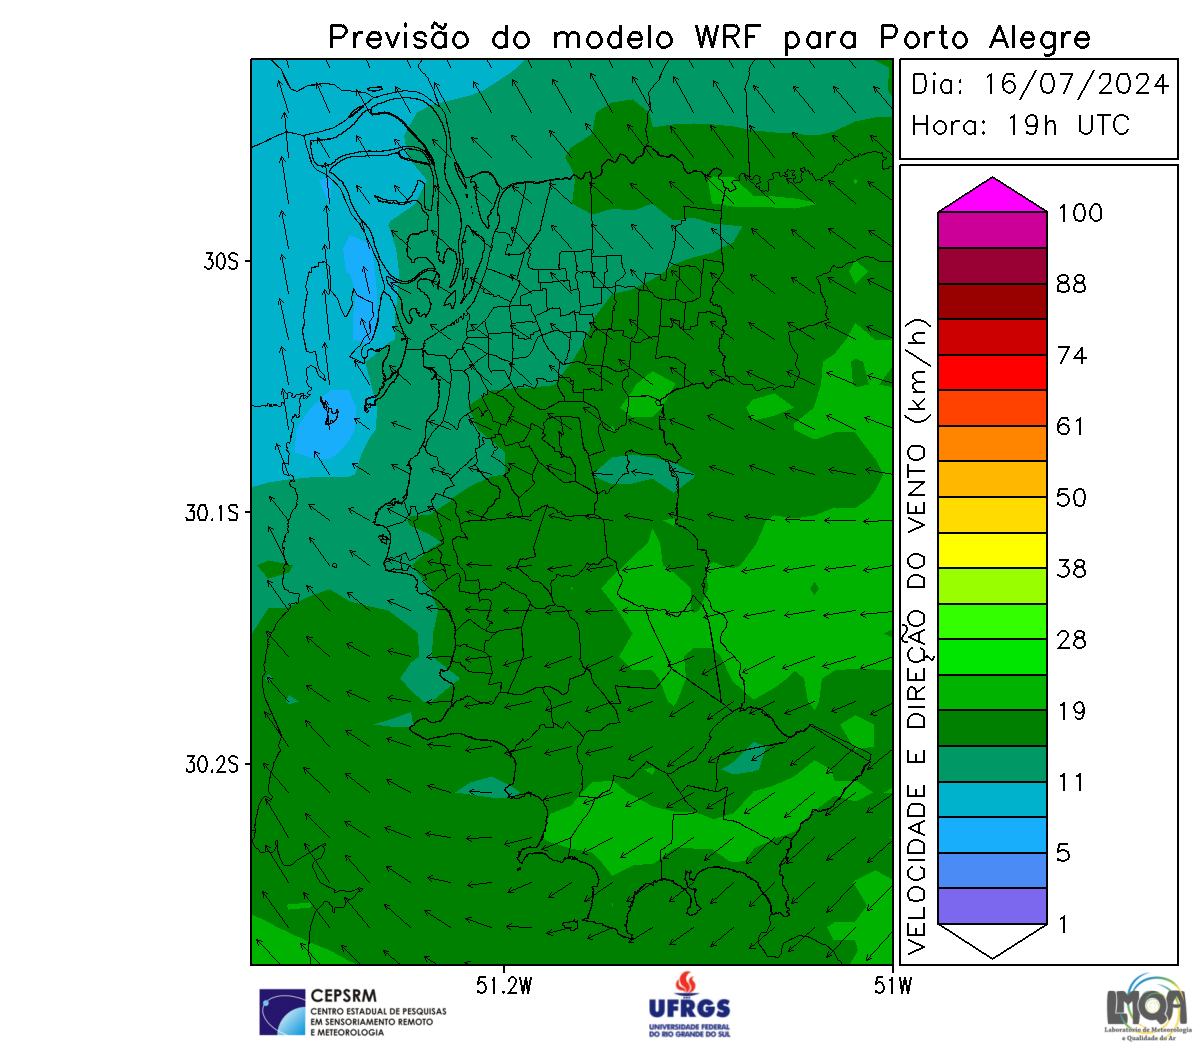 Previsão do modelo WRF para Porto Alegre
Dia: 16/07/2024
Hora: 19h UTC
30S
30.1S
30.2S
51.2W
51W
VELOCIDADE E DIREÇÃO DO VENTO (km/h)
100
88
74
61
50
38
28
19
11
5
1
CEPSRM
CENTRO ESTADUAL DE PESQUISAS
EM SENSORIAMENTO REMOTO
E METEOROLOGIA
UFRGS
UNIVERSIDADE FEDERAL
DO RIO GRANDE DO SUL
LMQA
Laboratório de Meteorologia
e Qualidade do Ar